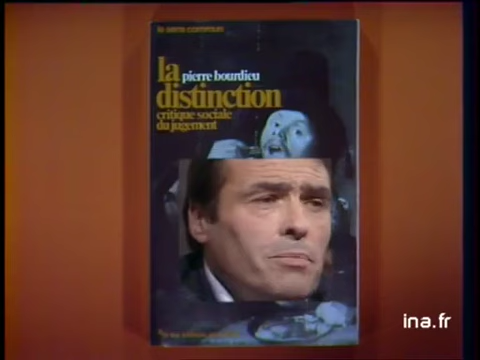 le sens commun
la pierre bourdieu
distinction
critique sociale
du jugement
ina.fr